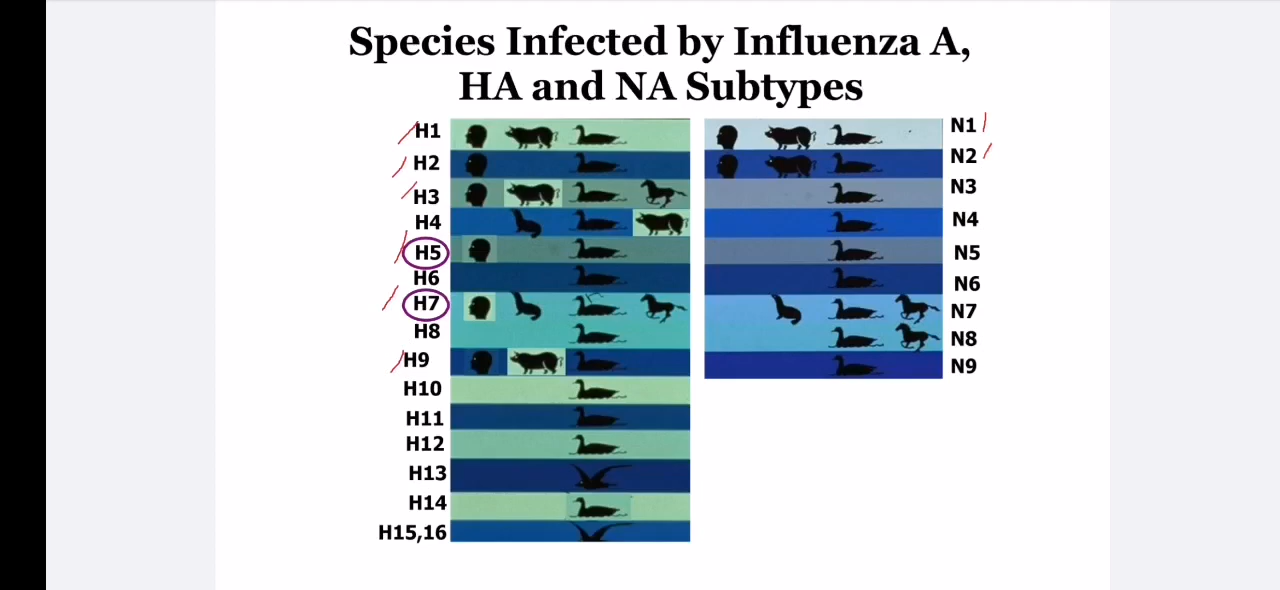 Species Infected by Influenza A,
HA and NA Subtypes
H1
H2
H3
H4
H5
H6
H7
H8
H9
H10
H11
H12
H13
H14
H15,16
N1
N2
N3
N4
N5
N6
N7
N8
N9